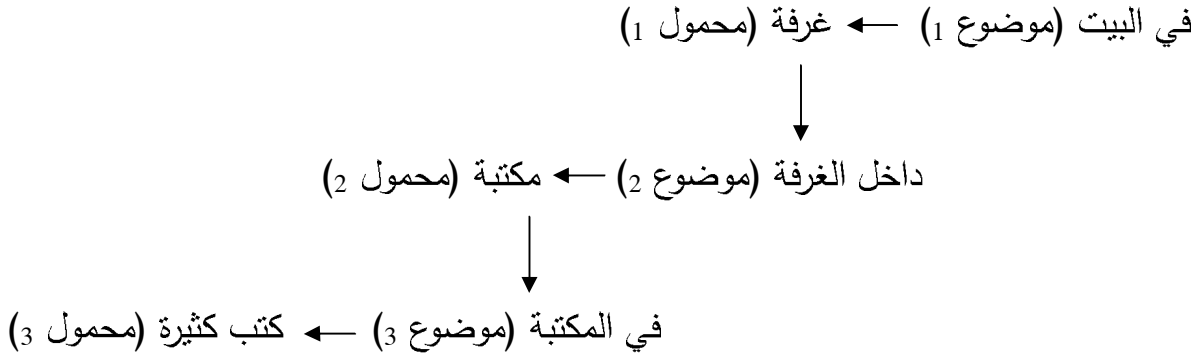 في البيت (موضوع 1) ← غرفة (محمول 1)
داخل الغرفة (موضوع 2) ← مكتبة (محمول 2)
في المكتبة (موضوع 3) ← كتب كثيرة (محمول 3)